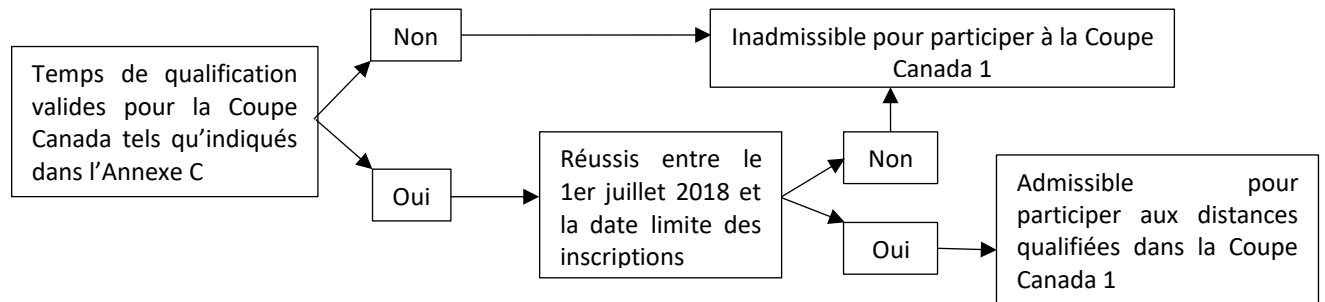 Temps de qualification
valides pour la Coupe
Canada tels qu’indiqués
dans l’Annexe C
Non
Inadmissible pour participer à la Coupe
Canada 1
Oui
Réussis entre le
1er juillet 2018 et
la date limite des
inscriptions
Non
Oui
Admissible pour
participer aux distances
qualifiées dans la Coupe
Canada 1